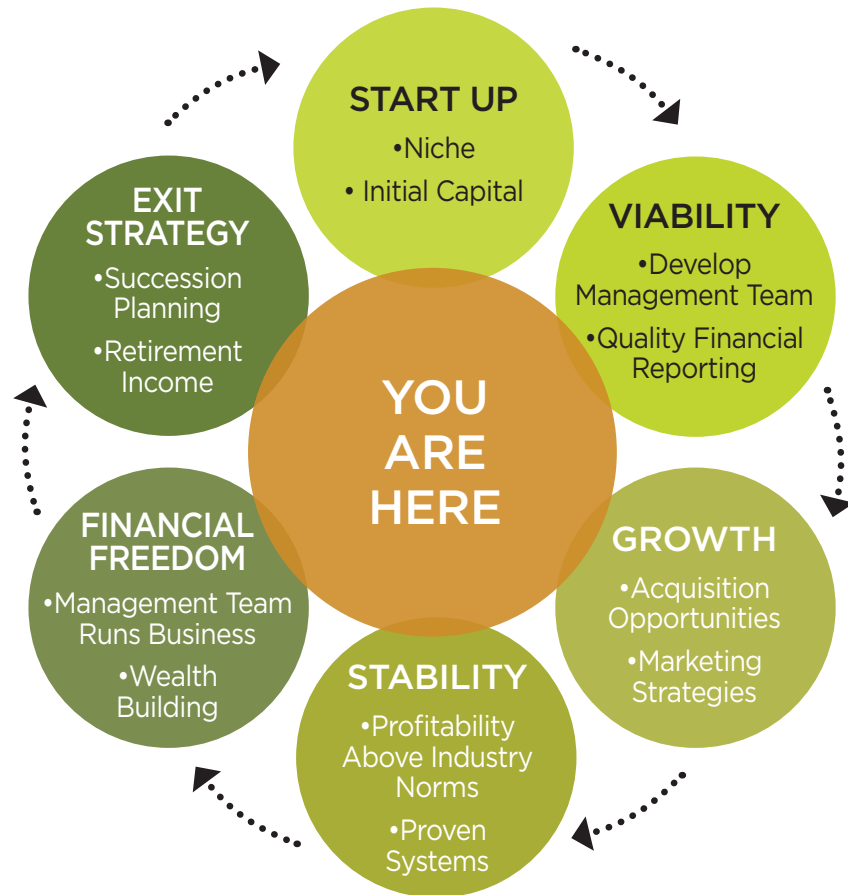 START UP
•Niche
• Initial Capital
VIABILITY
•Develop
Management Team
•Quality Financial
Reporting
GROWTH
•Acquisition
Opportunities
•Marketing
Strategies
STABILITY
•Profitability
Above Industry
Norms
•Proven
Systems
FINANCIAL
FREEDOM
•Management Team
Runs Business
•Wealth
Building
EXIT
STRATEGY
•Succession
Planning
•Retirement
Income
YOU
ARE
HERE